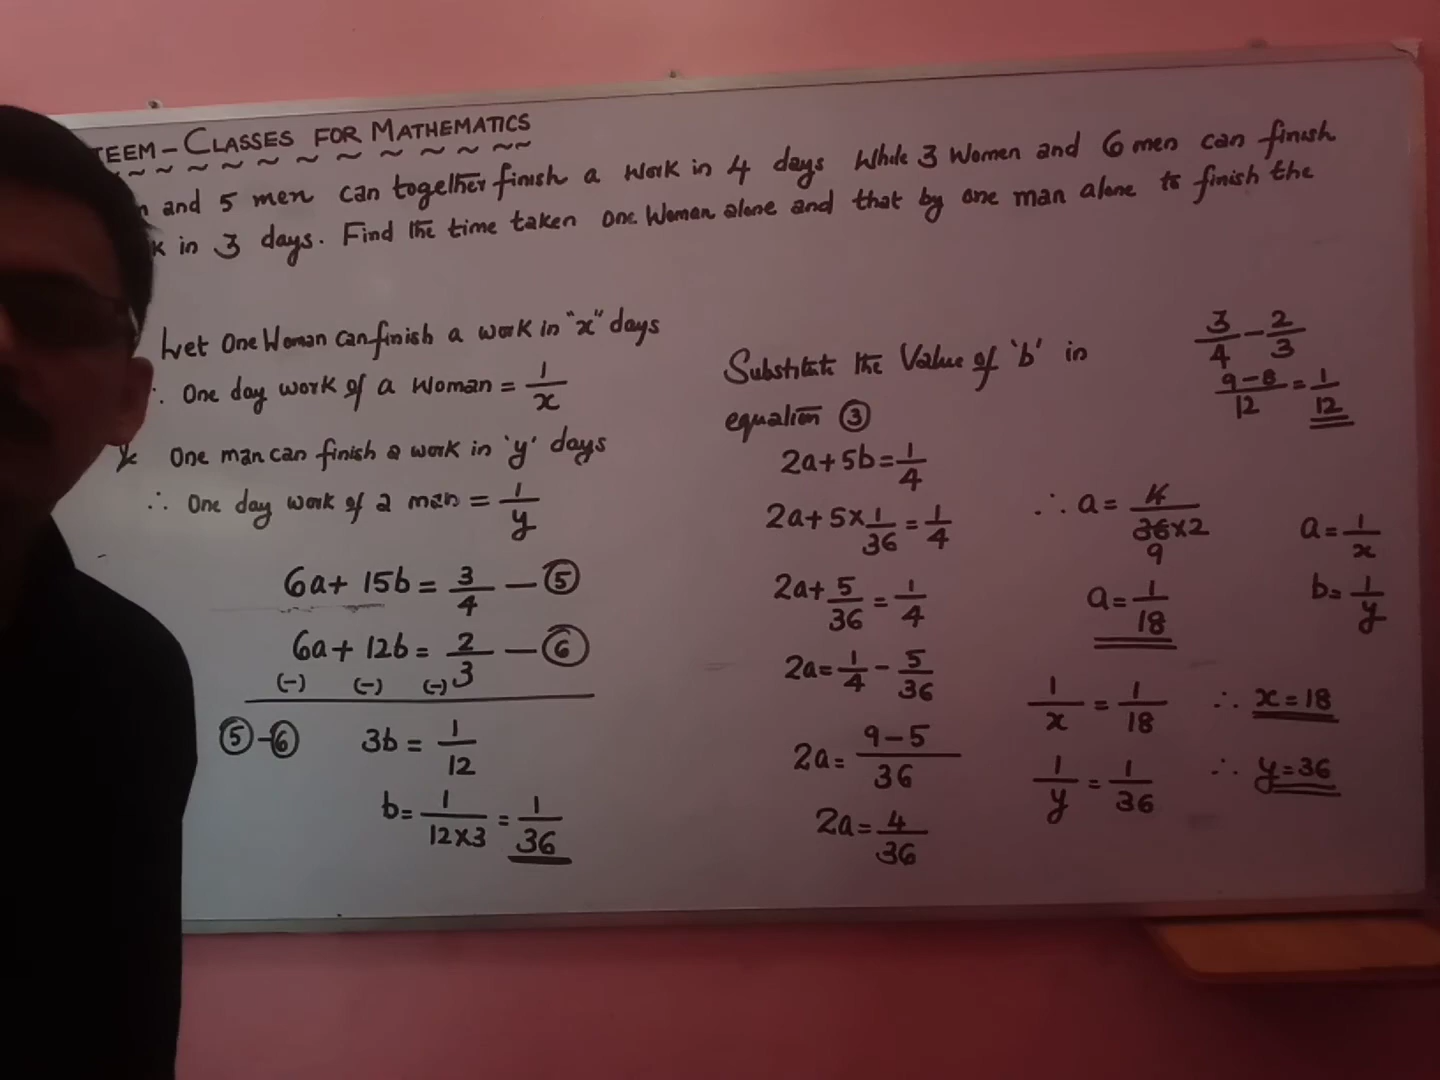 TEEM - CLASSES FOR MATHEMATICS
and 5 men can together finish a work in 4 days While 3 Women and 6 men can finish
in 3 days. Find the time taken one Woman alone and that by one man alone to finish the
Let One Woman can finish a work in "x" days
∴ One day work of a Woman = 1/x
One man can finish a work in 'y' days
∴ One day work of a man = 1/y
6a + 15b = 3/4 — ⑤
6a + 12b = 2/3 — ⑥
(-) (-) (-)
⑤-⑥ 3b = 1/12
b = 1/12×3 = 1/36
Substitute the Value of 'b' in
equation ③
2a + 5b = 1/4
2a + 5 × 1/36 = 1/4
2a + 5/36 = 1/4
2a = 1/4 - 5/36
2a = 9-5/36
2a = 4/36
3/4 - 2/3
9-8/12 = 1/12
∴ a = 4/36×2
9
a = 1/18
a = 1/x
b = 1/y
1/x = 1/18 ∴ x = 18
1/y = 1/36 ∴ y = 36